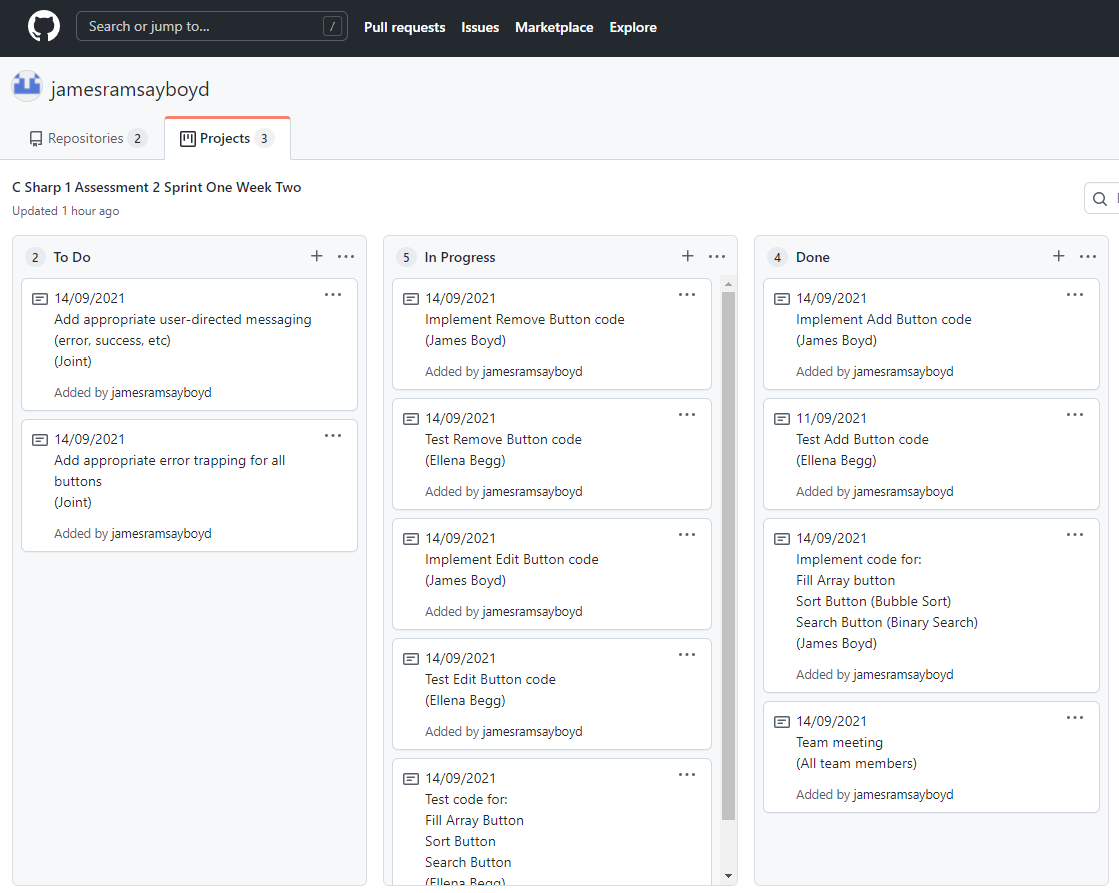 Search or jump to... /
Pull requests Issues Marketplace Explore
jamesramsayboyd
Repositories 2
Projects 3
C Sharp 1 Assessment 2 Sprint One Week Two
Updated 1 hour ago
2 To Do
14/09/2021
Add appropriate user-directed messaging
(error, success, etc)
(Joint)
Added by jamesramsayboyd
14/09/2021
Add appropriate error trapping for all
buttons
(Joint)
Added by jamesramsayboyd
5 In Progress
14/09/2021
Implement Remove Button code
(James Boyd)
Added by jamesramsayboyd
14/09/2021
Test Remove Button code
(Ellena Begg)
Added by jamesramsayboyd
14/09/2021
Implement Edit Button code
(James Boyd)
Added by jamesramsayboyd
14/09/2021
Test Edit Button code
(Ellena Begg)
Added by jamesramsayboyd
14/09/2021
Test code for:
Fill Array Button
Sort Button
Search Button
(Ellena Begg)
4 Done
14/09/2021
Implement Add Button code
(James Boyd)
Added by jamesramsayboyd
11/09/2021
Test Add Button code
(Ellena Begg)
Added by jamesramsayboyd
14/09/2021
Implement code for:
Fill Array button
Sort Button (Bubble Sort)
Search Button (Binary Search)
(James Boyd)
Added by jamesramsayboyd
14/09/2021
Team meeting
(All team members)
Added by jamesramsayboyd